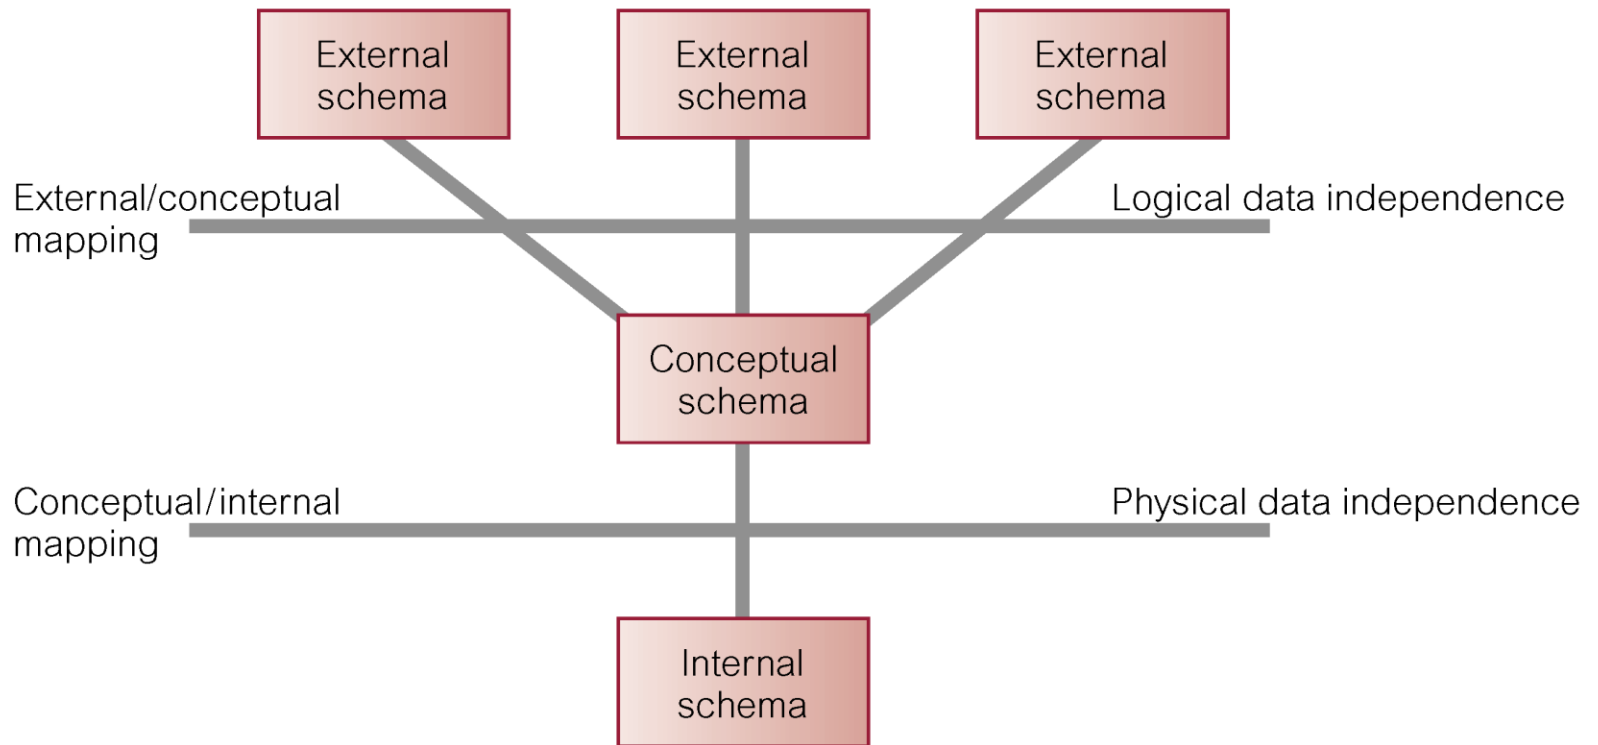 External
schema
External
schema
External
schema
External/conceptual
mapping
Logical data independence
Conceptual
schema
Conceptual/internal
mapping
Physical data independence
Internal
schema